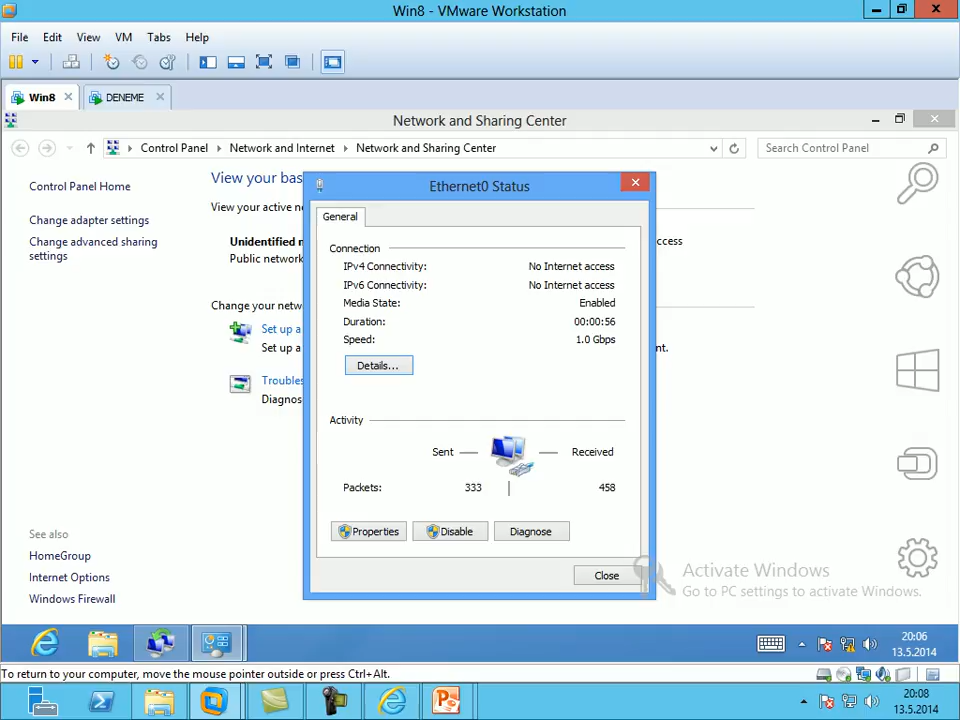 Win8 - VMware Workstation
File Edit View VM Tabs Help
Win8 DENEME
Network and Sharing Center
Control Panel Network and Internet Network and Sharing Center Search Control Panel
Control Panel Home
Change adapter settings
Change advanced sharing
settings
View your bas
View your active ne
Unidentified n
Public network
Change your netw
Set up a
Set up a
Troubles
Diagnos
ccess
nt.
Ethernet0 Status
General
Connection
IPv4 Connectivity: No Internet access
IPv6 Connectivity: No Internet access
Media State: Enabled
Duration: 00:00:56
Speed: 1.0 Gbps
Details...
Activity
Sent Received
Packets: 333 458
Properties Disable Diagnose
Close
See also
HomeGroup
Internet Options
Windows Firewall
Activate Windows
Go to PC settings to activate Windows.
20:06
13.5.2014
To return to your computer, move the mouse pointer outside or press Ctrl+Alt.
20:08
13.5.2014